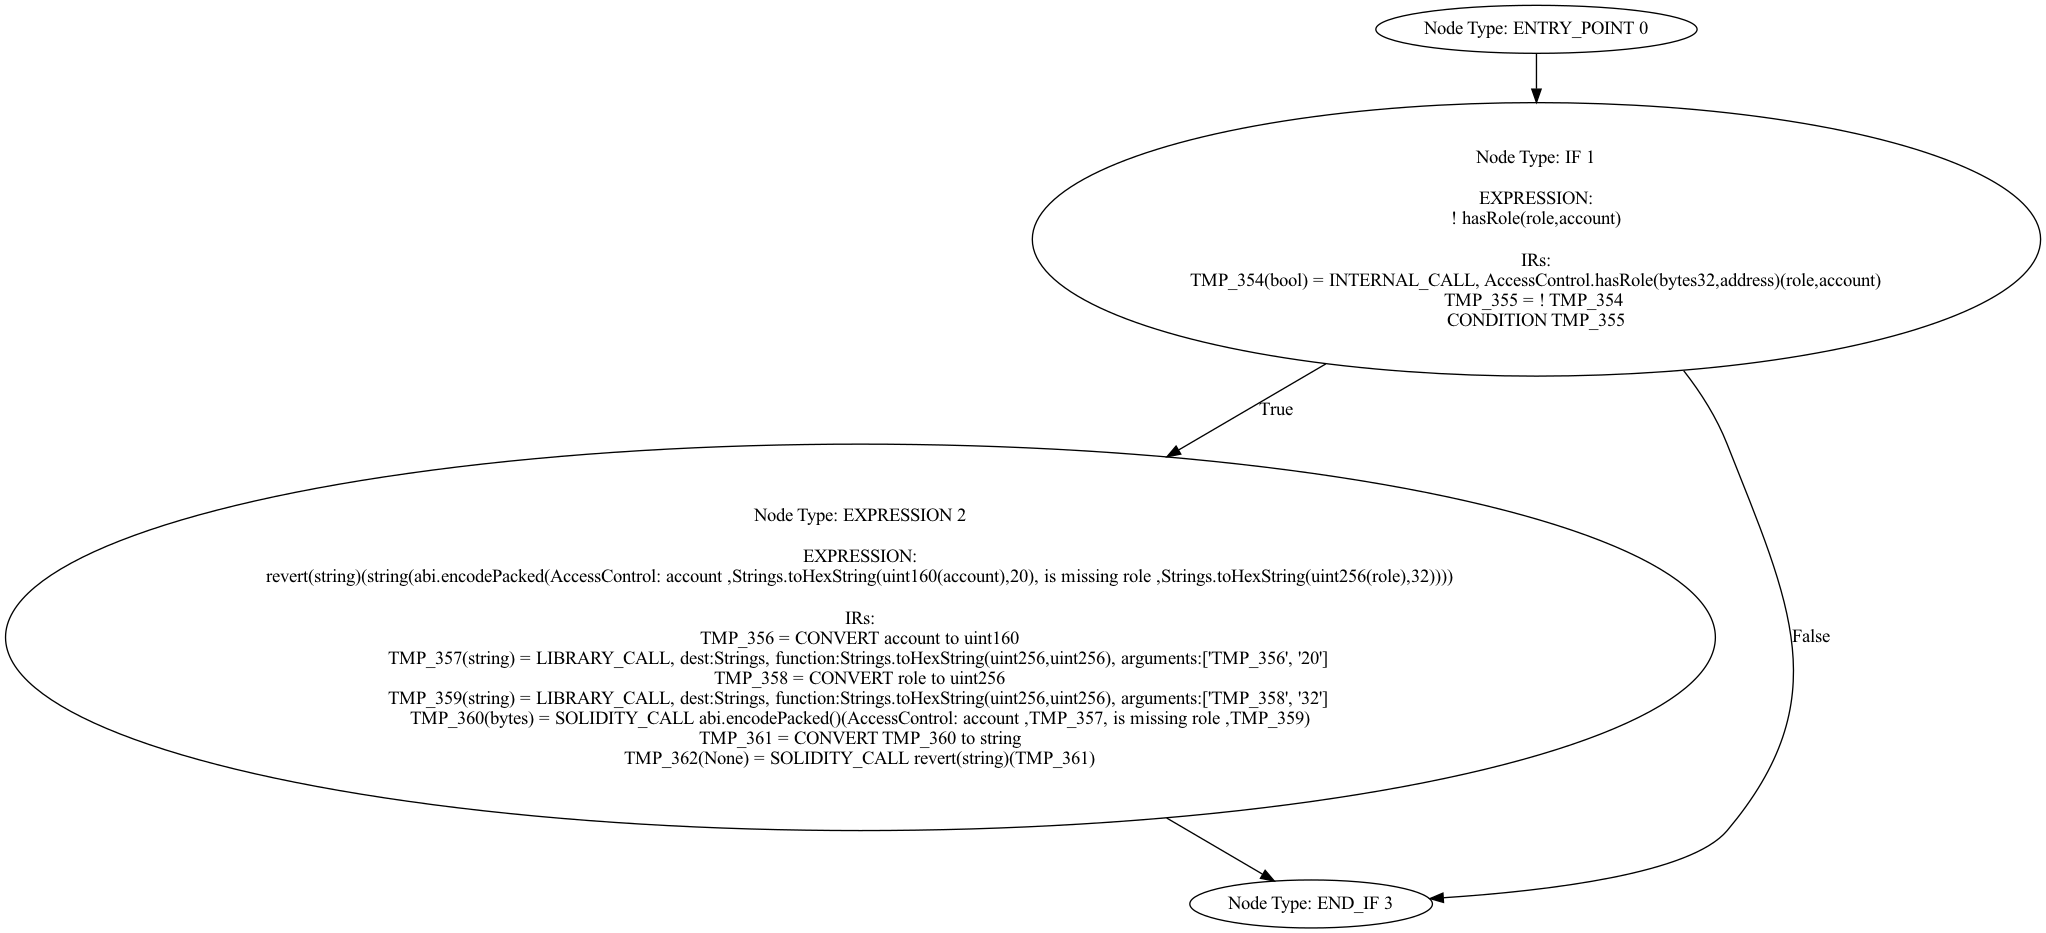 Node Type: ENTRY_POINT 0
Node Type: IF 1
EXPRESSION:
! hasRole(role,account)
IRs:
TMP_354(bool) = INTERNAL_CALL, AccessControl.hasRole(bytes32,address)(role,account)
TMP_355 = ! TMP_354
CONDITION TMP_355
True
Node Type: EXPRESSION 2
EXPRESSION:
revert(string)(string(abi.encodePacked(AccessControl: account ,Strings.toHexString(uint160(account),20), is missing role ,Strings.toHexString(uint256(role),32))))
IRs:
TMP_356 = CONVERT account to uint160
TMP_357(string) = LIBRARY_CALL, dest:Strings, function:Strings.toHexString(uint256,uint256), arguments:['TMP_356', '20']
TMP_358 = CONVERT role to uint256
TMP_359(string) = LIBRARY_CALL, dest:Strings, function:Strings.toHexString(uint256,uint256), arguments:['TMP_358', '32']
TMP_360(bytes) = SOLIDITY_CALL abi.encodePacked()(AccessControl: account ,TMP_357, is missing role ,TMP_359)
TMP_361 = CONVERT TMP_360 to string
TMP_362(None) = SOLIDITY_CALL revert(string)(TMP_361)
False
Node Type: END_IF 3